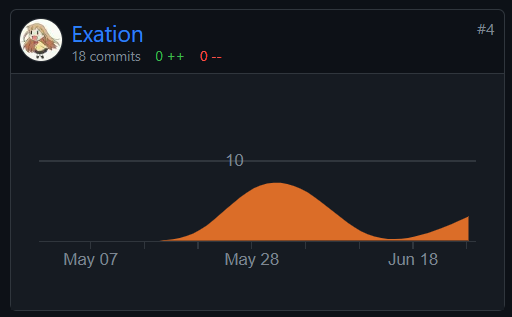 Exation
#4
18 commits 0 ++ 0 --
10
May 07 May 28 Jun 18